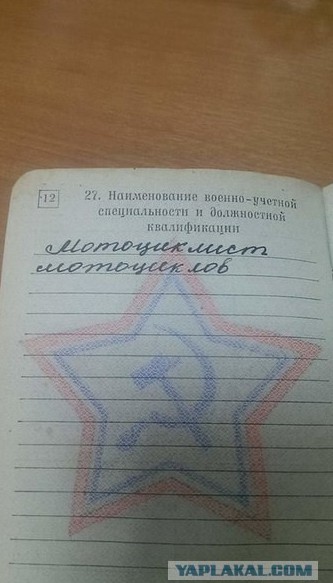 12
27. Наименование военно-учетной
специальности и должностной
квалификации
Мотоциклист
мотоциклов
YAPLAKAL.COM